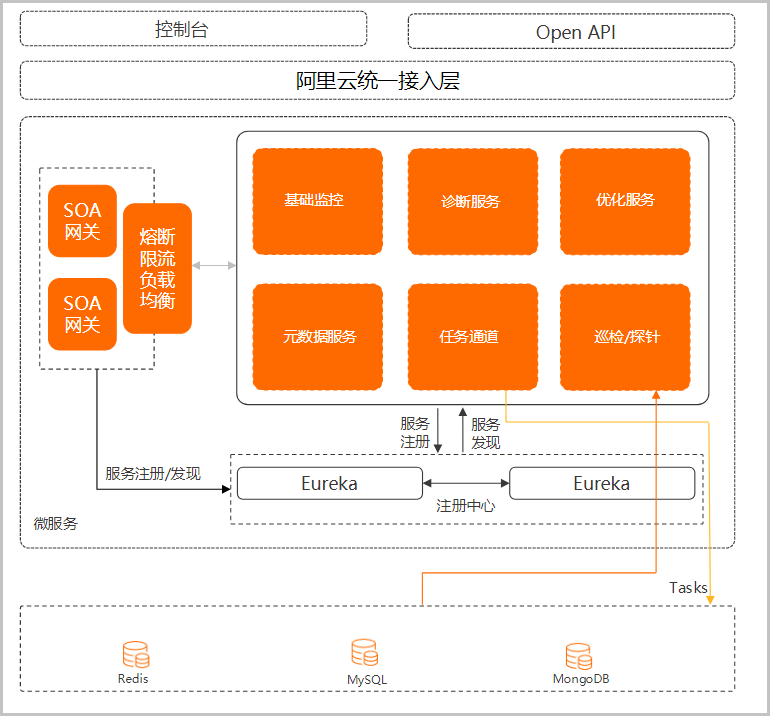 控制台
Open API
阿里云统一接入层
SOA
网关
SOA
网关
熔断
限流
负载
均衡
基础监控
诊断服务
优化服务
元数据服务
任务通道
巡检/探针
服务
注册
服务
发现
服务注册/发现
Eureka
Eureka
注册中心
微服务
Tasks
Redis
MySQL
MongoDB